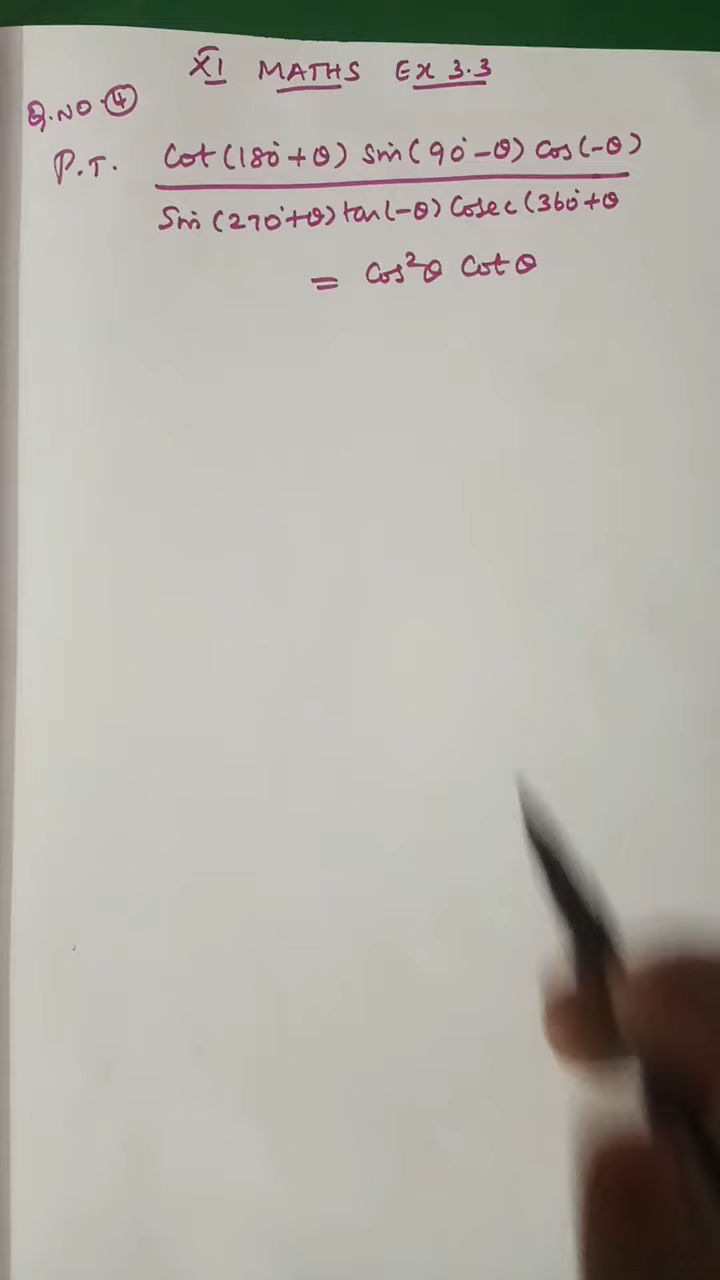 XI MATHS Ex 3.3
Q.NO.④
P.T. Cot(180°+θ) Sin(90°-θ) Cos(-θ)
Sin(270°+θ) tan(-θ) Cosec(360°+θ
= Cos²θ Cot θ